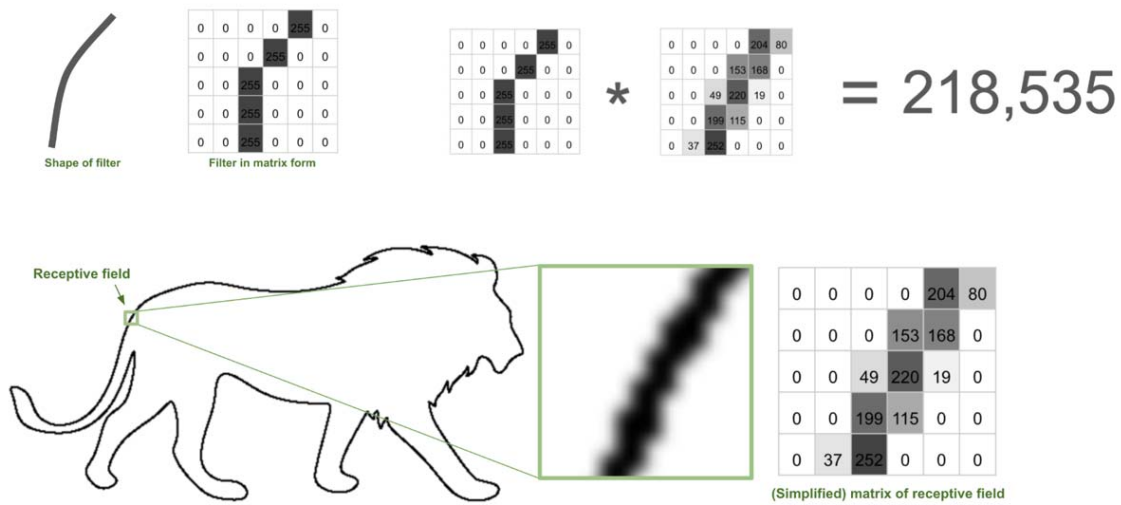 0 0 0 0 255 0
0 0 0 255 0 0
0 0 255 0 0 0
0 0 255 0 0 0
0 0 255 0 0 0
Shape of filter
Filter in matrix form
0 0 0 0 255 0
0 0 0 255 0 0
0 0 255 0 0 0
0 0 255 0 0 0
0 0 255 0 0 0
*
0 0 0 0 204 80
0 0 0 153 168 0
0 0 49 220 19 0
0 0 199 115 0 0
0 37 252 0 0 0
= 218,535
Receptive field
0 0 0 0 204 80
0 0 0 153 168 0
0 0 49 220 19 0
0 0 199 115 0 0
0 37 252 0 0 0
(Simplified) matrix of receptive field